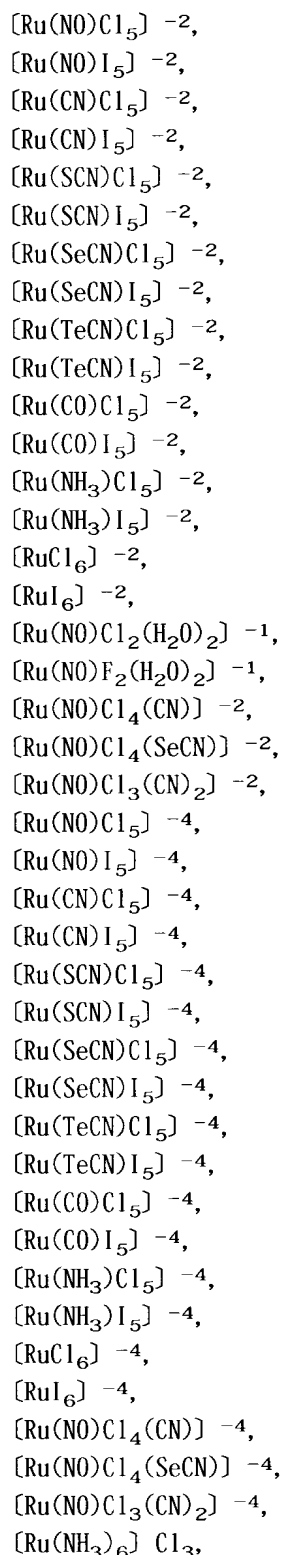 [Ru(NO)Cl₅] ⁻²,
[Ru(NO)I₅] ⁻²,
[Ru(CN)Cl₅] ⁻²,
[Ru(CN)I₅] ⁻²,
[Ru(SCN)Cl₅] ⁻²,
[Ru(SCN)I₅] ⁻²,
[Ru(SeCN)Cl₅] ⁻²,
[Ru(SeCN)I₅] ⁻²,
[Ru(TeCN)Cl₅] ⁻²,
[Ru(TeCN)I₅] ⁻²,
[Ru(CO)Cl₅] ⁻²,
[Ru(CO)I₅] ⁻²,
[Ru(NH₃)Cl₅] ⁻²,
[Ru(NH₃)I₅] ⁻²,
[RuCl₆] ⁻²,
[RuI₆] ⁻²,
[Ru(NO)Cl₂(H₂O)₂] ⁻¹,
[Ru(NO)F₂(H₂O)₂] ⁻¹,
[Ru(NO)Cl₄(CN)] ⁻²,
[Ru(NO)Cl₄(SeCN)] ⁻²,
[Ru(NO)Cl₃(CN)₂] ⁻²,
[Ru(NO)Cl₅] ⁻⁴,
[Ru(NO)I₅] ⁻⁴,
[Ru(CN)Cl₅] ⁻⁴,
[Ru(CN)I₅] ⁻⁴,
[Ru(SCN)Cl₅] ⁻⁴,
[Ru(SCN)I₅] ⁻⁴,
[Ru(SeCN)Cl₅] ⁻⁴,
[Ru(SeCN)I₅] ⁻⁴,
[Ru(TeCN)Cl₅] ⁻⁴,
[Ru(TeCN)I₅] ⁻⁴,
[Ru(CO)Cl₅] ⁻⁴,
[Ru(CO)I₅] ⁻⁴,
[Ru(NH₃)Cl₅] ⁻⁴,
[Ru(NH₃)I₅] ⁻⁴,
[RuCl₆] ⁻⁴,
[RuI₆] ⁻⁴,
[Ru(NO)Cl₄(CN)] ⁻⁴,
[Ru(NO)Cl₄(SeCN)] ⁻⁴,
[Ru(NO)Cl₃(CN)₂] ⁻⁴,
[Ru(NH₃)₆] Cl₃,